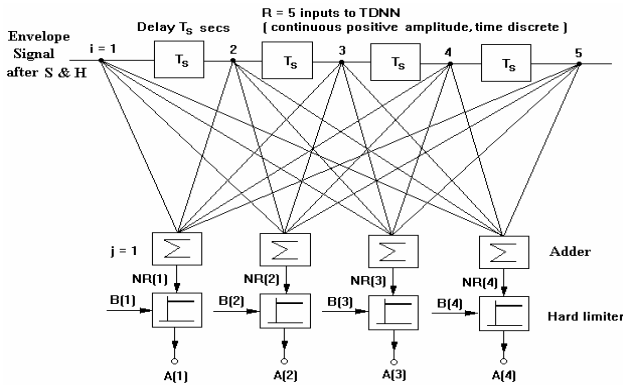 R = 5 inputs to TDNN
Delay Ts secs
( continuous positive amplitude, time discrete )
Envelope
Signal
after S & H
i = 1
Ts
2
Ts
3
Ts
4
Ts
5
j = 1
Σ
Σ
Σ
Σ
Adder
NR(1)
NR(2)
NR(3)
NR(4)
B(1)
B(2)
B(3)
B(4)
Hard limiter
A(1)
A(2)
A(3)
A(4)